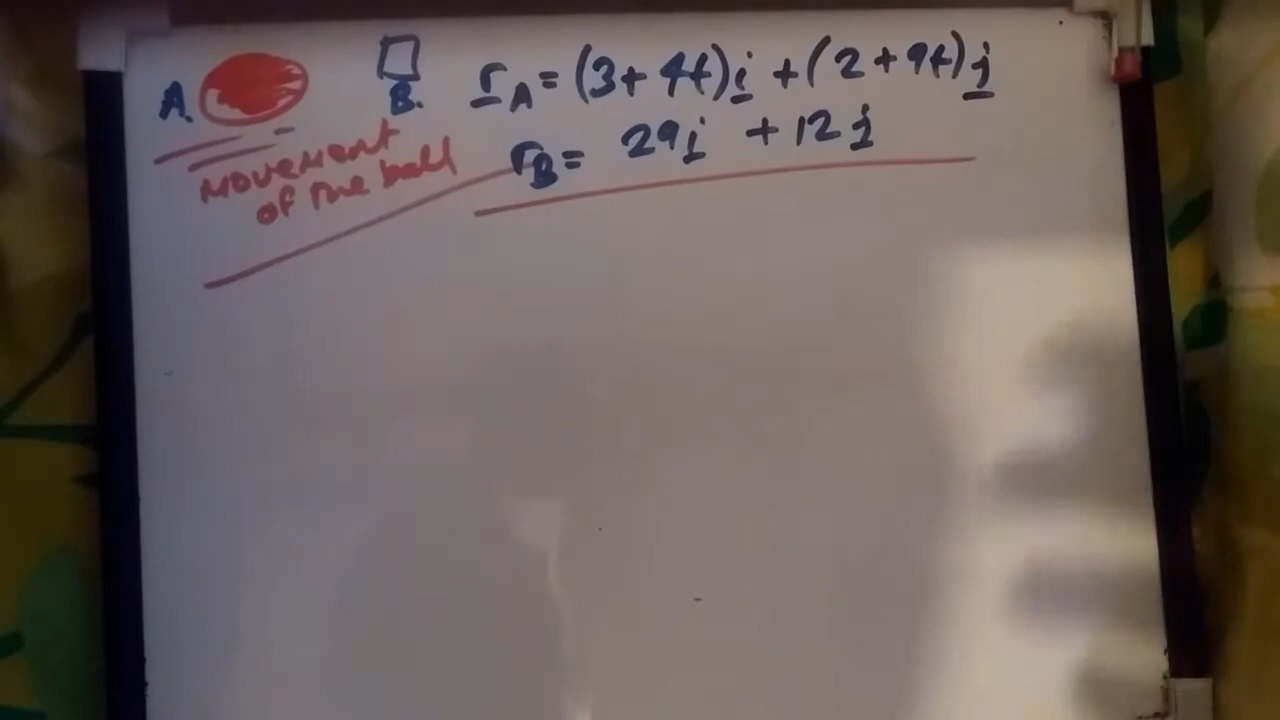 A. B. r_A = (3+4t)i + (2+9t)j
r_B = 29i + 12j
movement
of the ball